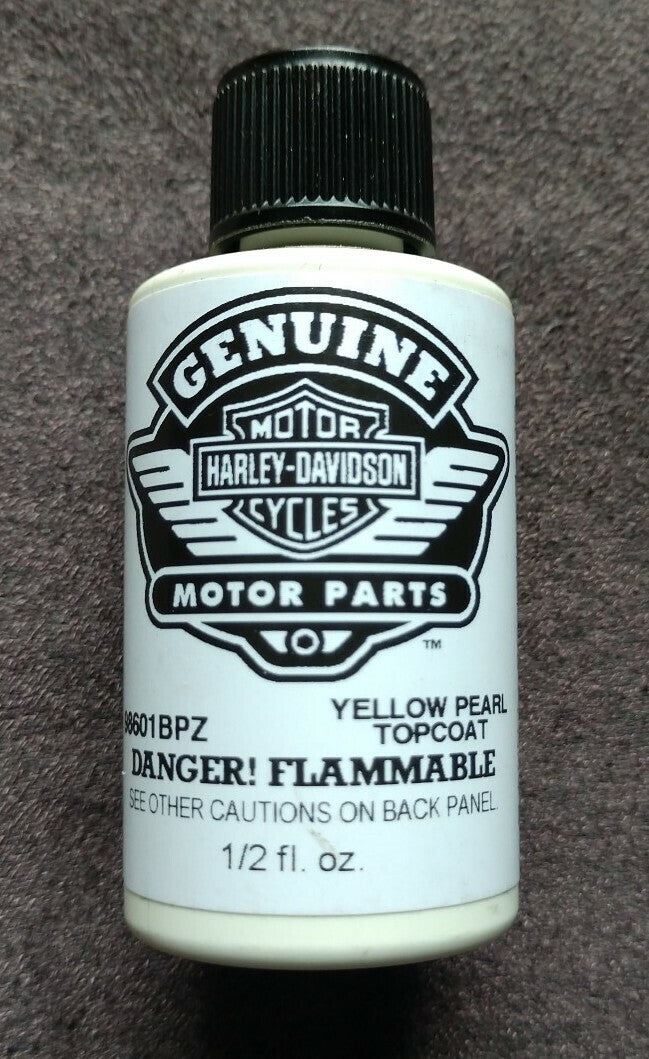 GENUINE
MOTOR
HARLEY-DAVIDSON
CYCLES
MOTOR PARTS
TM
98601BPZ
YELLOW PEARL
TOPCOAT
DANGER! FLAMMABLE
SEE OTHER CAUTIONS ON BACK PANEL.
1/2 fl. oz.